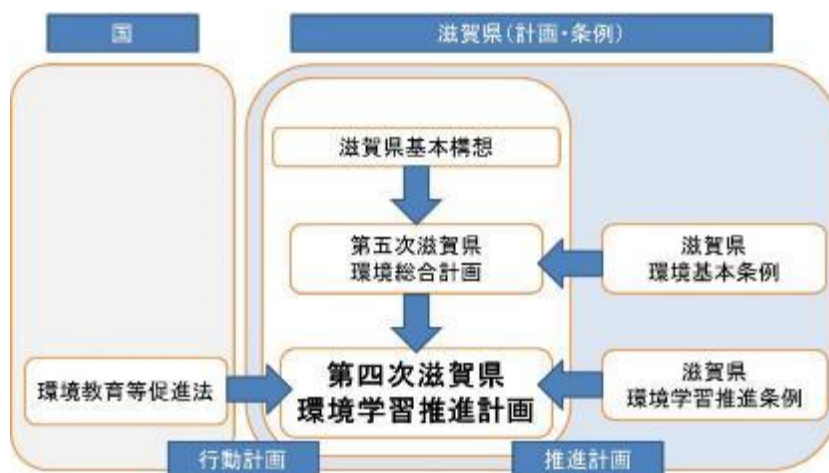 国
滋賀県(計画・条例)
滋賀県基本構想
第五次滋賀県
環境総合計画
滋賀県
環境基本条例
環境教育等促進法
第四次滋賀県
環境学習推進計画
滋賀県
環境学習推進条例
行動計画
推進計画